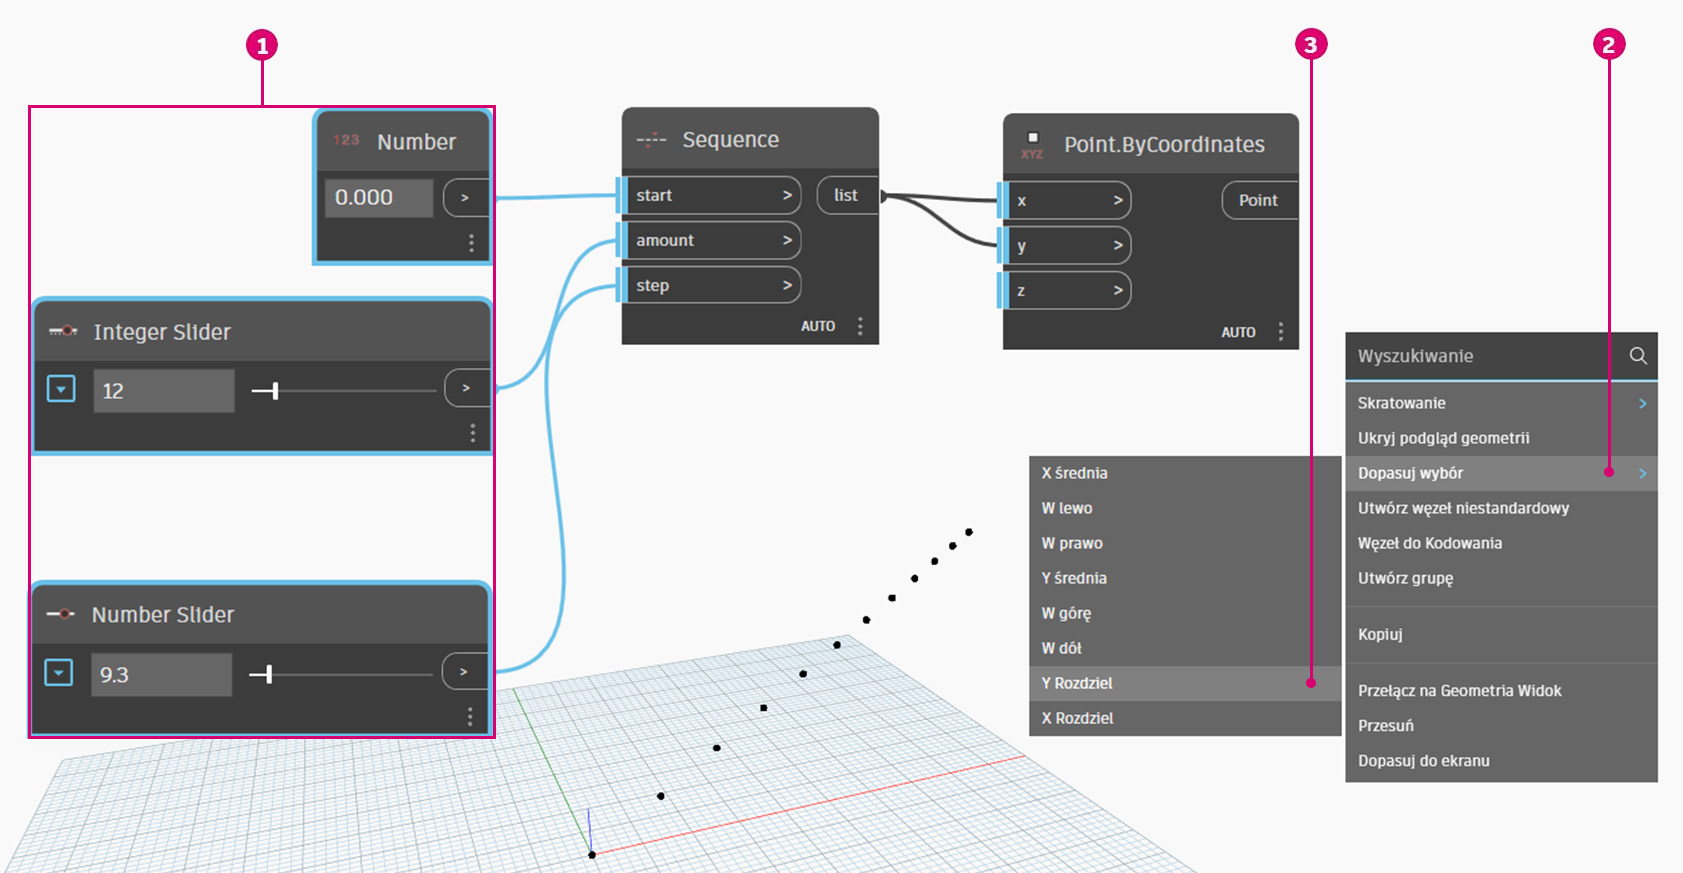 1
3
2
123 Number
0.000 >
Integer Slider
12 >
Number Slider
9.3 >
Sequence
start > list
amount >
step >
AUTO
XYZ Point.ByCoordinates
x > Point
y >
z >
AUTO
Wyszukiwanie
Skratowanie >
Ukryj podgląd geometrii
Dopasuj wybór >
Utwórz węzeł niestandardowy
Węzeł do Kodowania
Utwórz grupę
Kopiuj
Przełącz na Geometria Widok
Przesuń
Dopasuj do ekranu
X średnia
W lewo
W prawo
Y średnia
W górę
W dół
Y Rozdziel
X Rozdziel